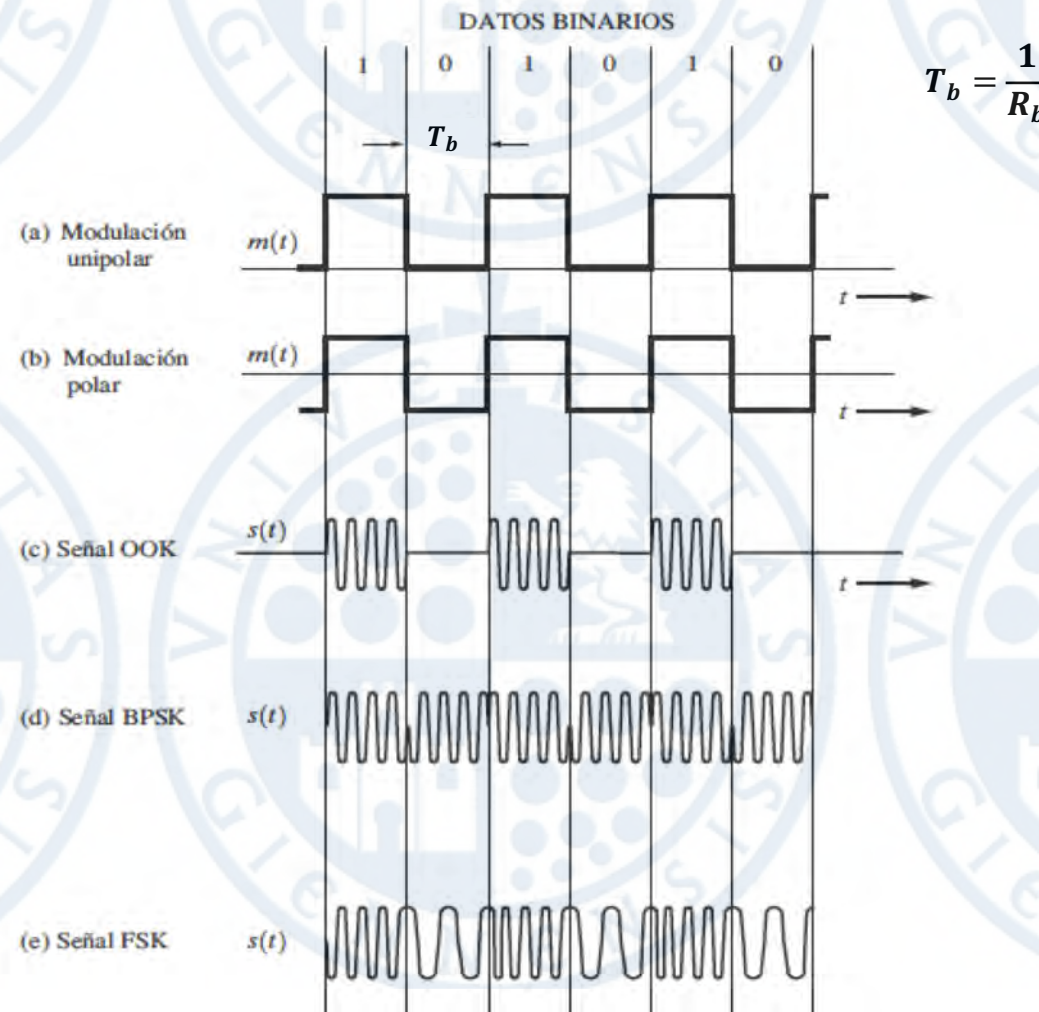 DATOS BINARIOS
1 0 1 0 1 0
T_b = 1/R_b
T_b
(a) Modulación
unipolar
m(t)
t
(b) Modulación
polar
m(t)
t
(c) Señal OOK
s(t)
t
(d) Señal BPSK
s(t)
(e) Señal FSK
s(t)